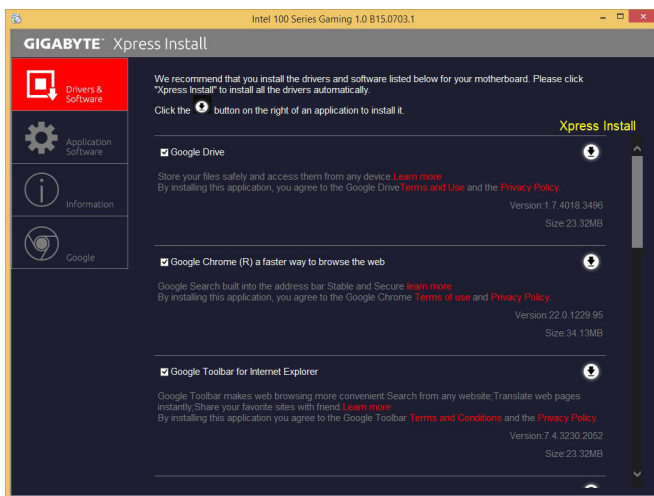 Intel 100 Series Gaming 1.0 B15.0703.1
GIGABYTE™ Xpress Install
Drivers &
Software
Application
Software
Information
Google
We recommend that you install the drivers and software listed below for your motherboard. Please click
"Xpress Install" to install all the drivers automatically.
Click the button on the right of an application to install it.
Xpress Install
Google Drive
Store your files safely and access them from any device.Learn more
By installing this application, you agree to the Google DriveTerms and Use and the Privacy Policy.
Version:1.7.4018.3496
Size:23.32MB
Google Chrome (R) a faster way to browse the web
Google Search built into the address bar Stable and Secure learn more
By installing this application, you agree to the Google Chrome Terms of use and Privacy Policy.
Version:22.0.1229.95
Size:34.13MB
Google Toolbar for Internet Explorer
Google Toolbar makes web browsing more convenient:Search from any website;Translate web pages
instantly;Share your favorite sites with friend.Learn more
By installing this application you agree to the Google Toolbar Terms and Conditions and the Privacy Policy.
Version:7.4.3230.2052
Size:23.32MB